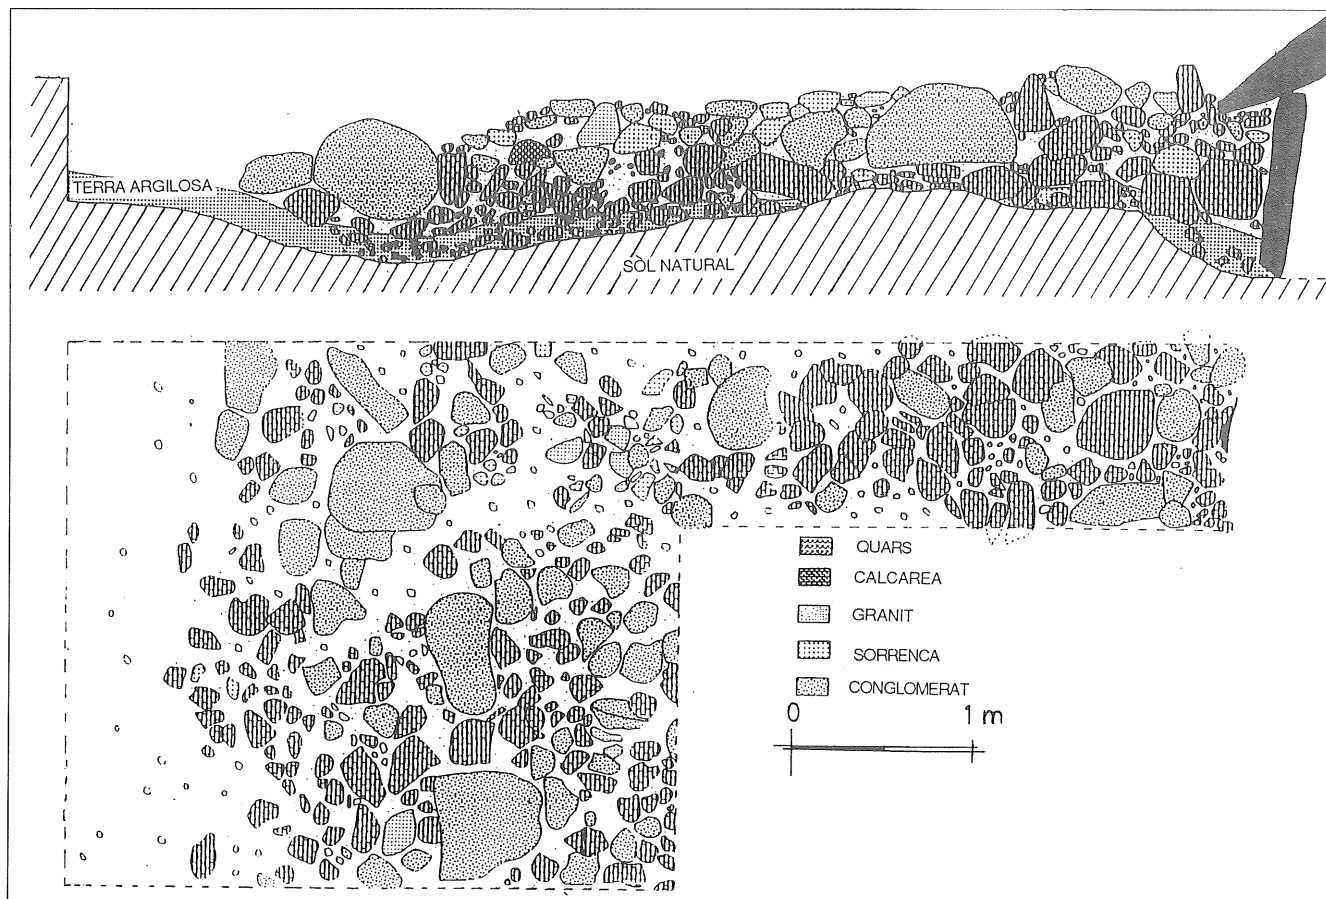 TERRA ARGILOSA
SÒL NATURAL
QUARS
CALCAREA
GRANIT
SORRENCA
CONGLOMERAT
0 1 m